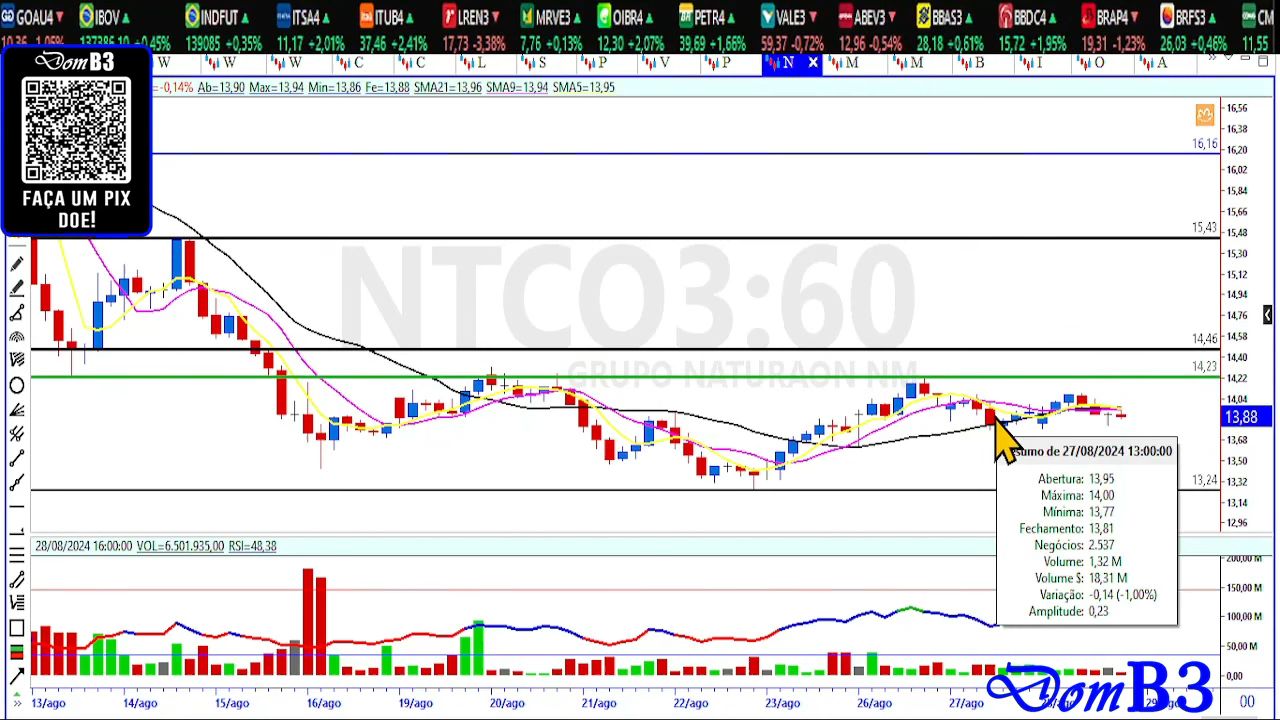 GOAU4 IBOV INDFUT ITSA4 ITUB4 LREN3 MRVE3 OIBR4 PETR4 VALE3 ABEV3 BBAS3 BBDC4 BRAP4 BRFS3 CM
10,36 -1,05% 137386,10 +0,45% 139085 +0,35% 11,17 +2,01% 37,46 +2,41% 17,73 -3,38% 7,76 +0,13% 12,30 +2,07% 39,69 +1,66% 59,37 -0,72% 12,96 -0,54% 28,18 +0,61% 15,72 +1,95% 19,31 -1,23% 26,03 +0,46% 11,55
W W W C C L S P V P N X M M B I O A
DomB3
FAÇA UM PIX
DOE!
=-0,14% Ab=13,90 Max=13,94 Min=13,86 Fe=13,88 SMA21=13,96 SMA9=13,94 SMA5=13,95
NTCO3:60
GRUPO NATURAON NM
16,16
15,43
14,46
14,23
13,24
16,56
16,38
16,20
16,02
15,84
15,66
15,48
15,30
15,12
14,94
14,76
14,58
14,40
14,22
14,04
13,88
13,68
13,50
13,32
13,14
12,96
sumo de 27/08/2024 13:00:00
Abertura: 13,95
Máxima: 14,00
Mínima: 13,77
Fechamento: 13,81
Negócios: 2.537
Volume: 1,32 M
Volume $: 18,31 M
Variação: -0,14 (-1,00%)
Amplitude: 0,23
28/08/2024 16:00:00 VOL=6.501.935,00 RSI=48,38
200,00 M
150,00 M
100,00 M
50,00 M
0,00
13/ago 14/ago 15/ago 16/ago 19/ago 20/ago 21/ago 22/ago 23/ago 26/ago 27/ago
DomB3
00